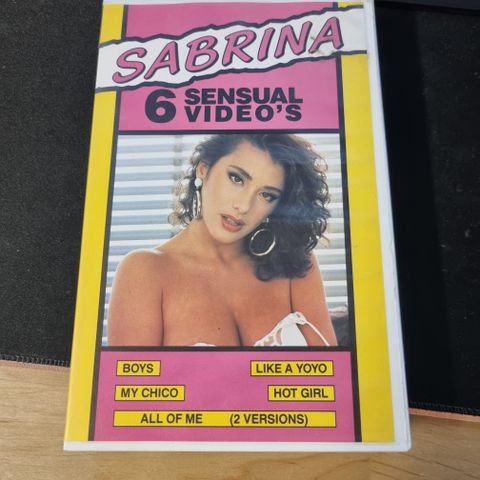 SABRINA
6 SENSUAL
VIDEO'S
BOYS
LIKE A YOYO
MY CHICO
HOT GIRL
ALL OF ME (2 VERSIONS)